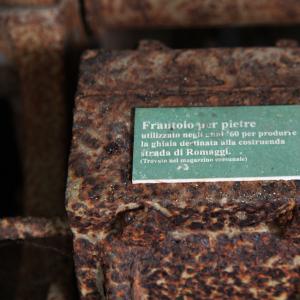 Frantoio per pietre
utilizzato negli anni '60 per produrre
la ghiaia destinata alla costruenda
strada di Romaggi.
(Trovato nel magazzino comunale)